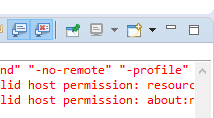 nd" "-no-remote" "-profile"
lid host permission: resourc
lid host permission: about:r